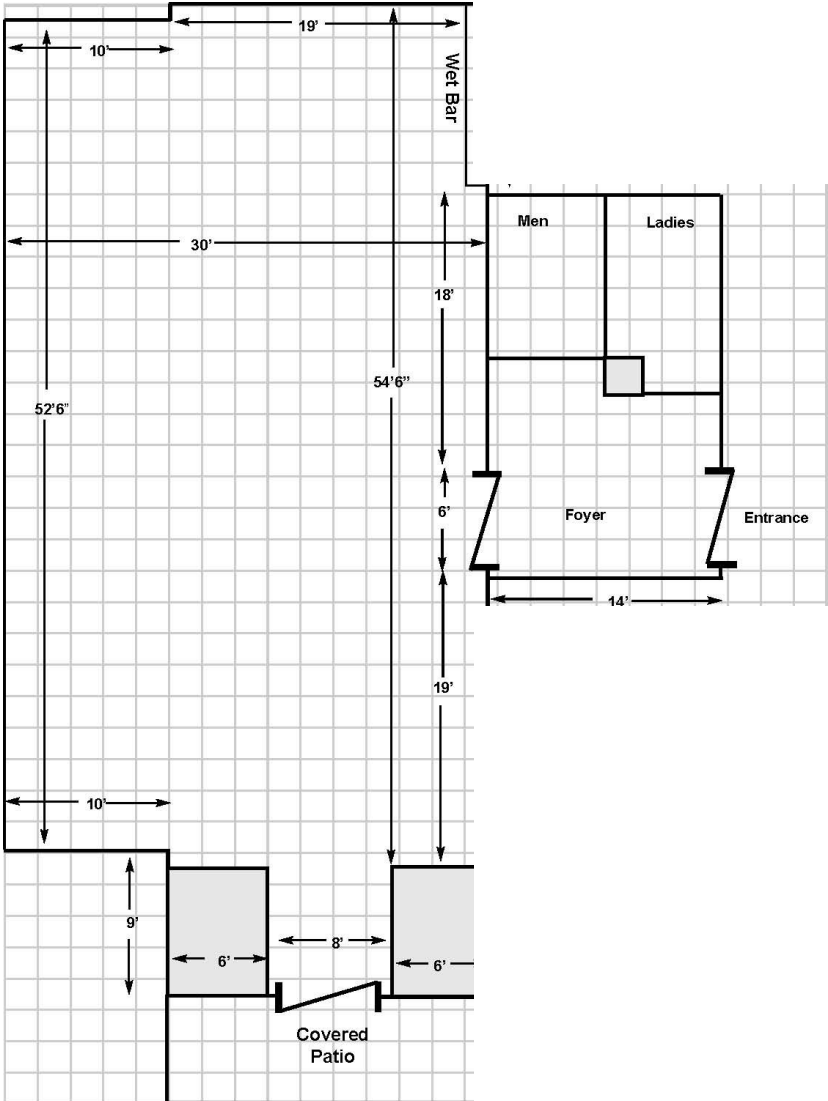 19'
10'
Wet Bar
Men
Ladies
30'
18'
54'6''
52'6"
6'
Foyer
Entrance
14'
19'
10'
9'
8'
6'
6'
Covered
Patio